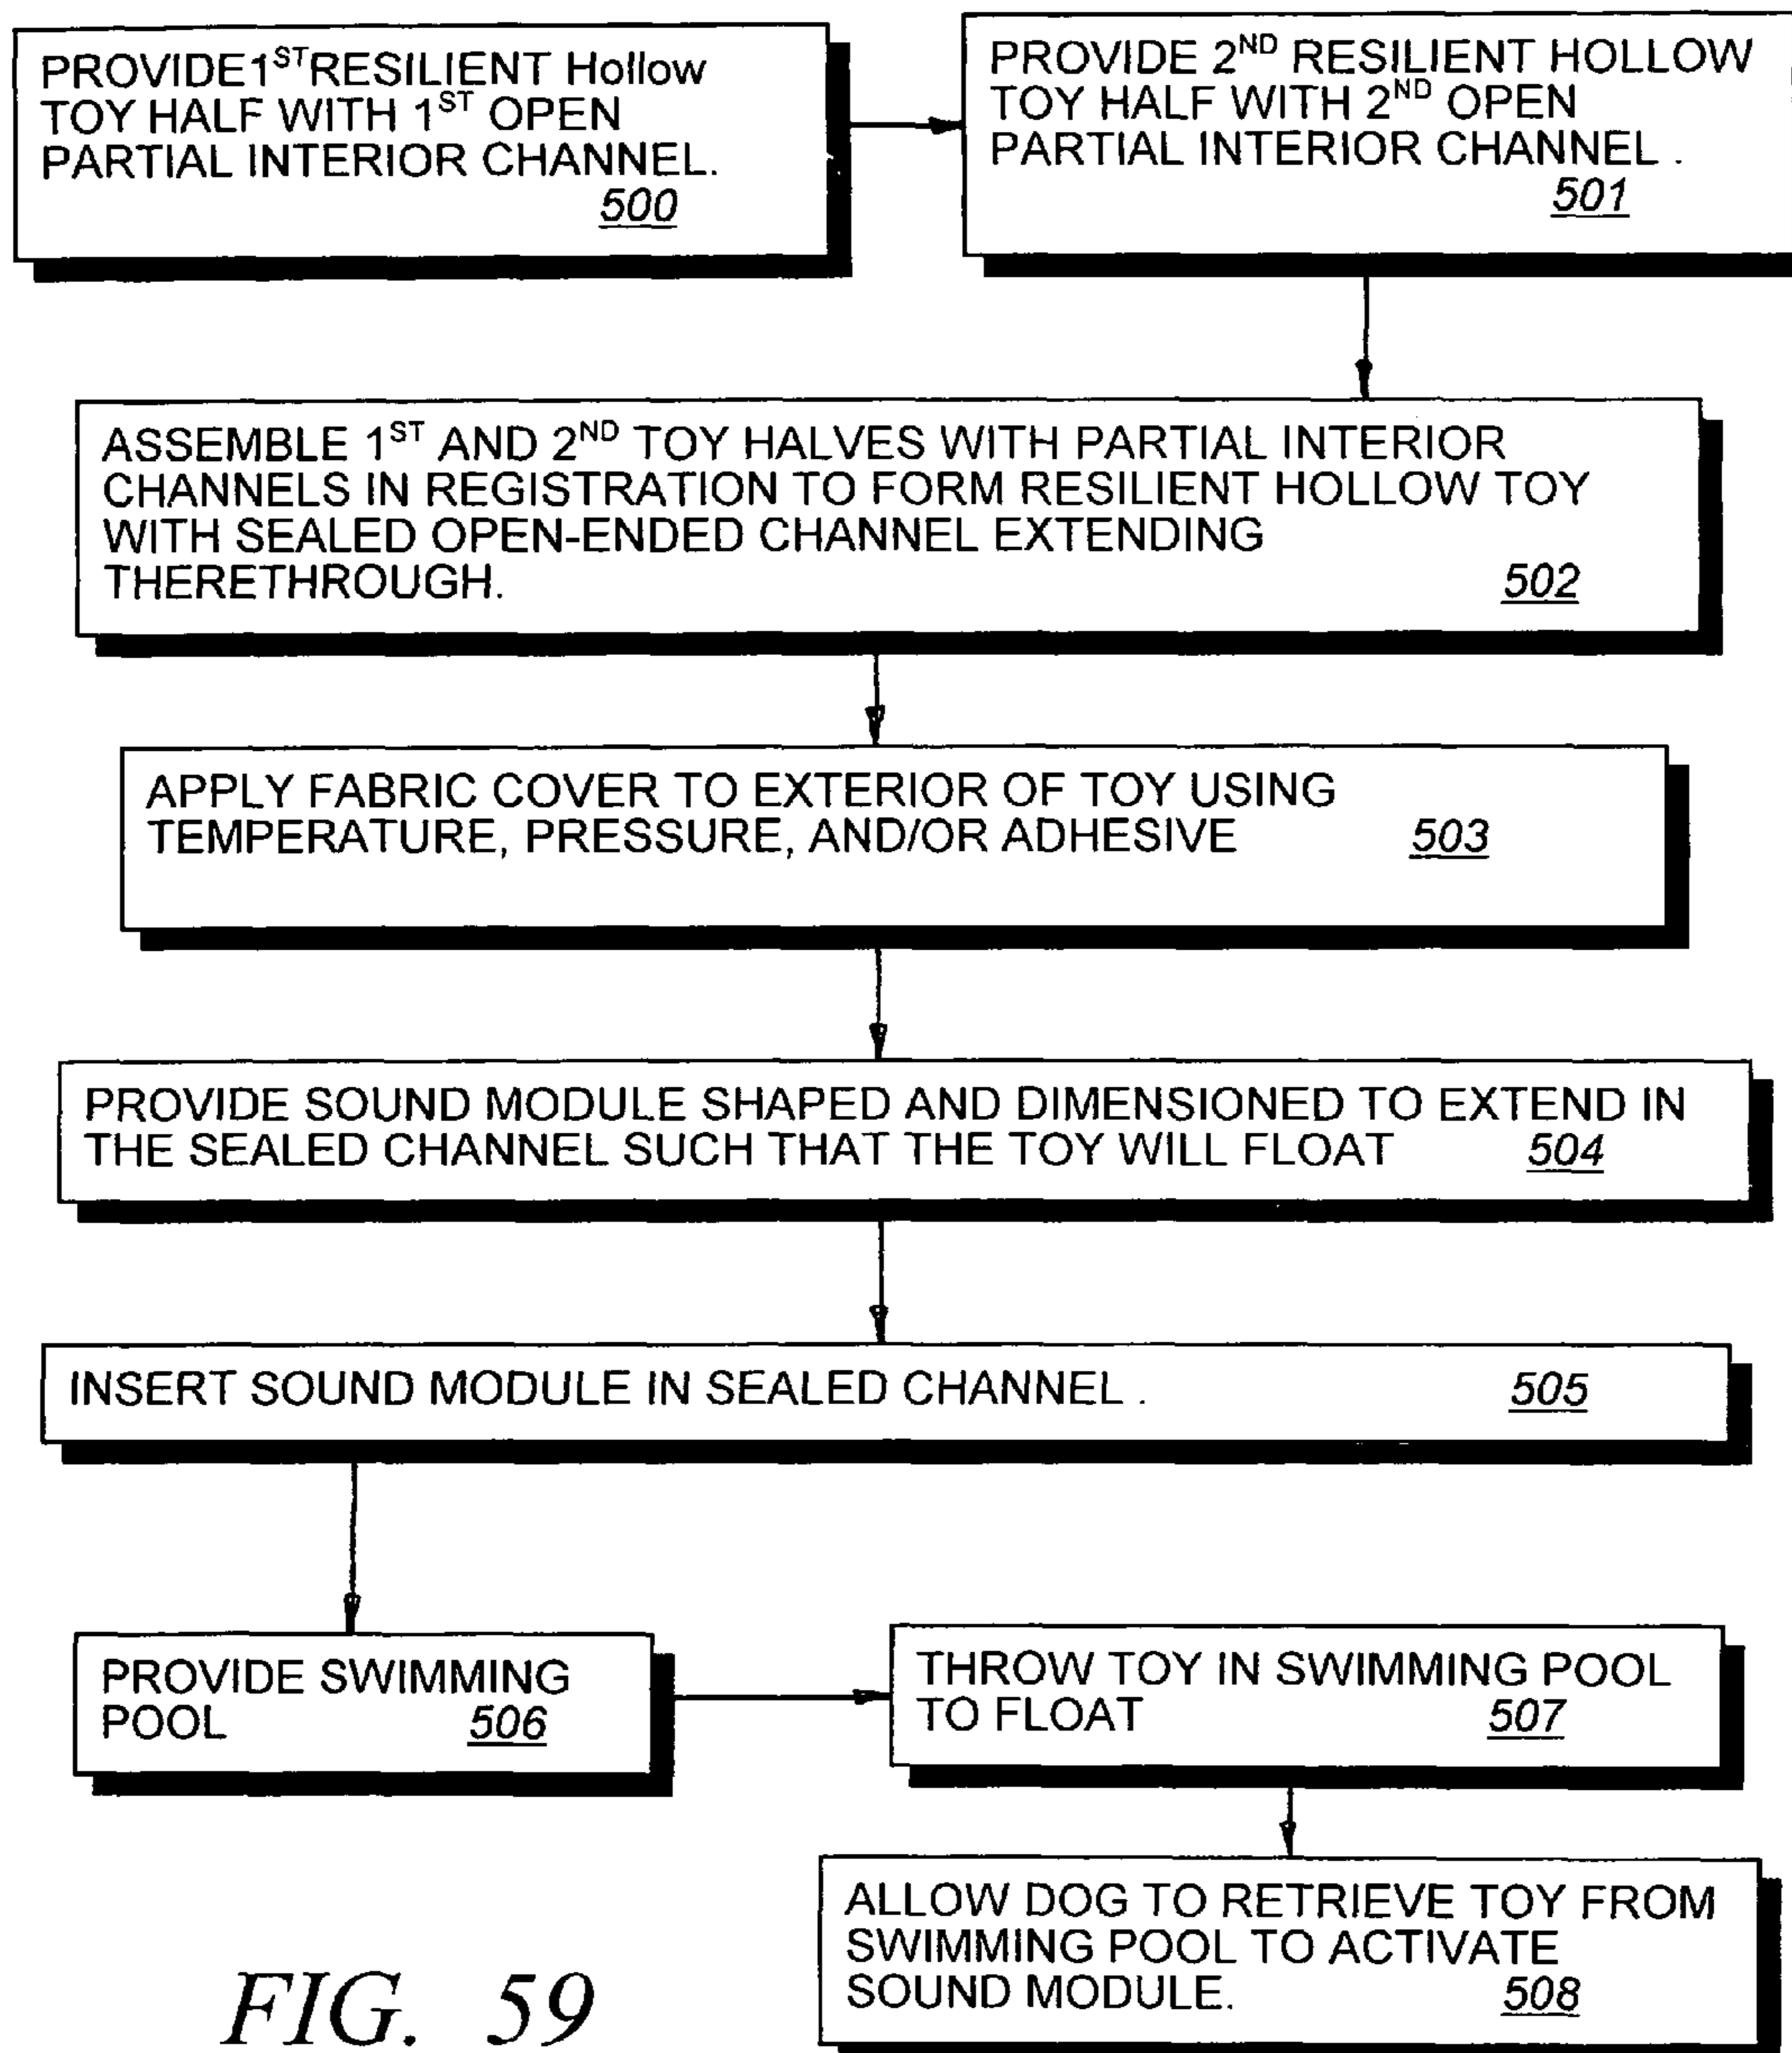 PROVIDE 1ST RESILIENT Hollow
TOY HALF WITH 1ST OPEN
PARTIAL INTERIOR CHANNEL.
500
PROVIDE 2ND RESILIENT HOLLOW
TOY HALF WITH 2ND OPEN
PARTIAL INTERIOR CHANNEL .
501
ASSEMBLE 1ST AND 2ND TOY HALVES WITH PARTIAL INTERIOR
CHANNELS IN REGISTRATION TO FORM RESILIENT HOLLOW TOY
WITH SEALED OPEN-ENDED CHANNEL EXTENDING
THERETHROUGH. 502
APPLY FABRIC COVER TO EXTERIOR OF TOY USING
TEMPERATURE, PRESSURE, AND/OR ADHESIVE 503
PROVIDE SOUND MODULE SHAPED AND DIMENSIONED TO EXTEND IN
THE SEALED CHANNEL SUCH THAT THE TOY WILL FLOAT 504
INSERT SOUND MODULE IN SEALED CHANNEL . 505
PROVIDE SWIMMING
POOL 506
THROW TOY IN SWIMMING POOL
TO FLOAT 507
ALLOW DOG TO RETRIEVE TOY FROM
SWIMMING POOL TO ACTIVATE
SOUND MODULE. 508
FIG. 59